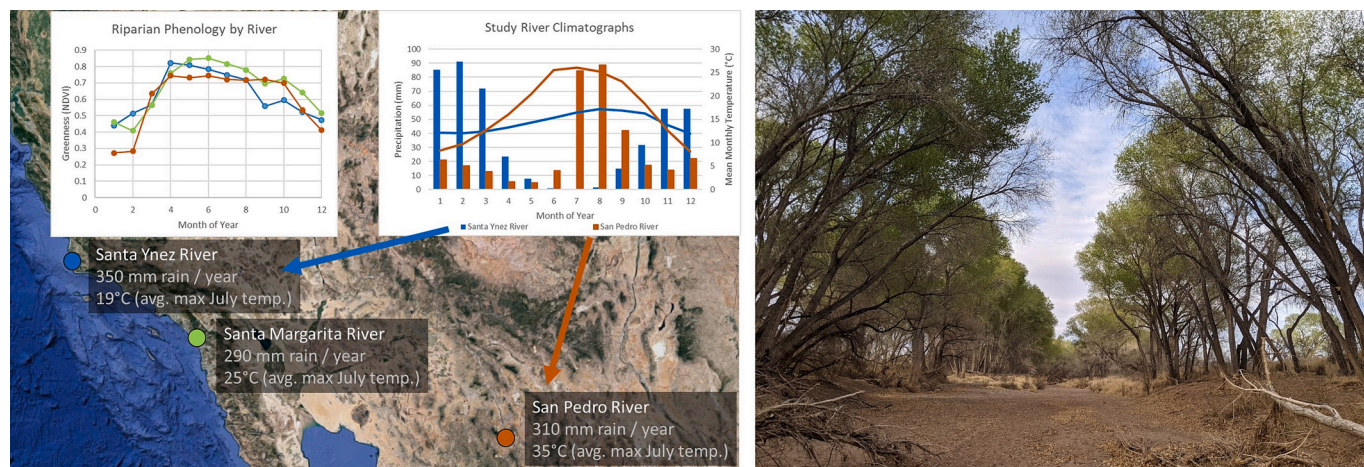 Riparian Phenology by River
0.9
0.8
0.7
0.6
0.5
0.4
0.3
0.2
0.1
0
Greenness (NDVI)
0 2 4 6 8 10 12
Month of Year
Study River Climatographs
100
90
80
70
60
50
40
30
20
10
0
Precipitation (mm)
30
25
20
15
10
5
0
Mean Monthly Temperature (°C)
1 2 3 4 5 6 7 8 9 10 11 12
Month of Year
Santa Ynez River San Pedro River
Santa Ynez River
350 mm rain / year
19°C (avg. max July temp.)
Santa Margarita River
290 mm rain / year
25°C (avg. max July temp.)
San Pedro River
310 mm rain / year
35°C (avg. max July temp.)